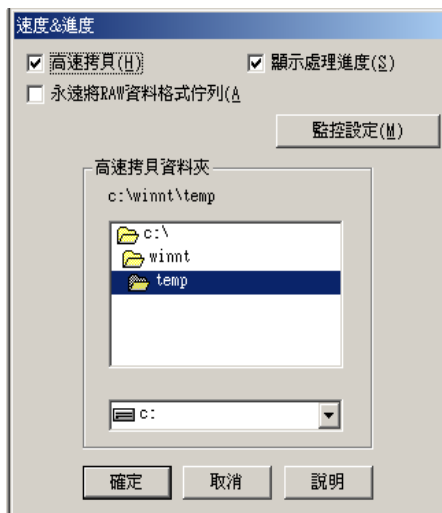 速度&進度
高速拷貝(H) 顯示處理進度(S)
永遠將RAW資料格式佇列(A
監控設定(M)
高速拷貝資料夾
c:\winnt\temp
c:\
winnt
temp
c:
確定 取消 說明